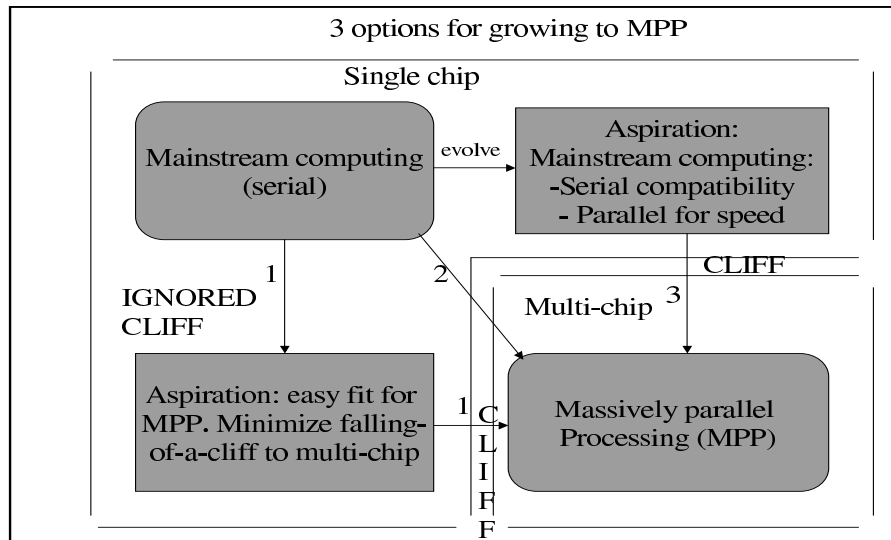 3 options for growing to MPP
Single chip
Mainstream computing
(serial)
evolve
Aspiration:
Mainstream computing:
-Serial compatibility
- Parallel for speed
1
2
CLIFF
IGNORED
CLIFF
Multi-chip
3
Aspiration: easy fit for
MPP. Minimize falling-
of-a-cliff to multi-chip
1
C
L
I
F
F
Massively parallel
Processing (MPP)